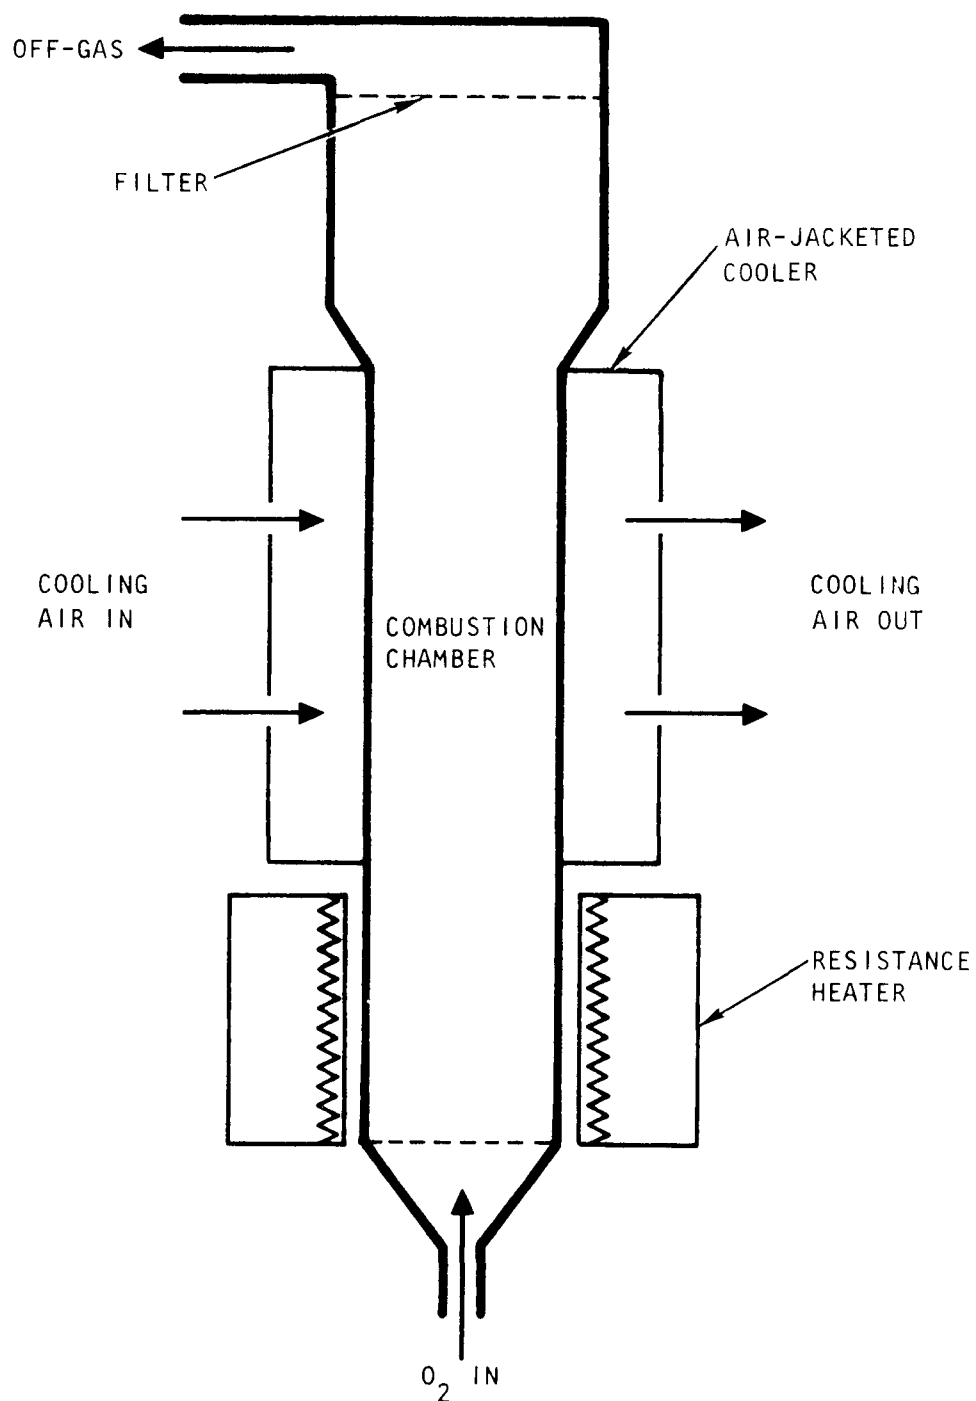 OFF-GAS
FILTER
AIR-JACKETED
COOLER
COOLING
AIR IN
COMBUSTION
CHAMBER
COOLING
AIR OUT
RESISTANCE
HEATER
O2 IN